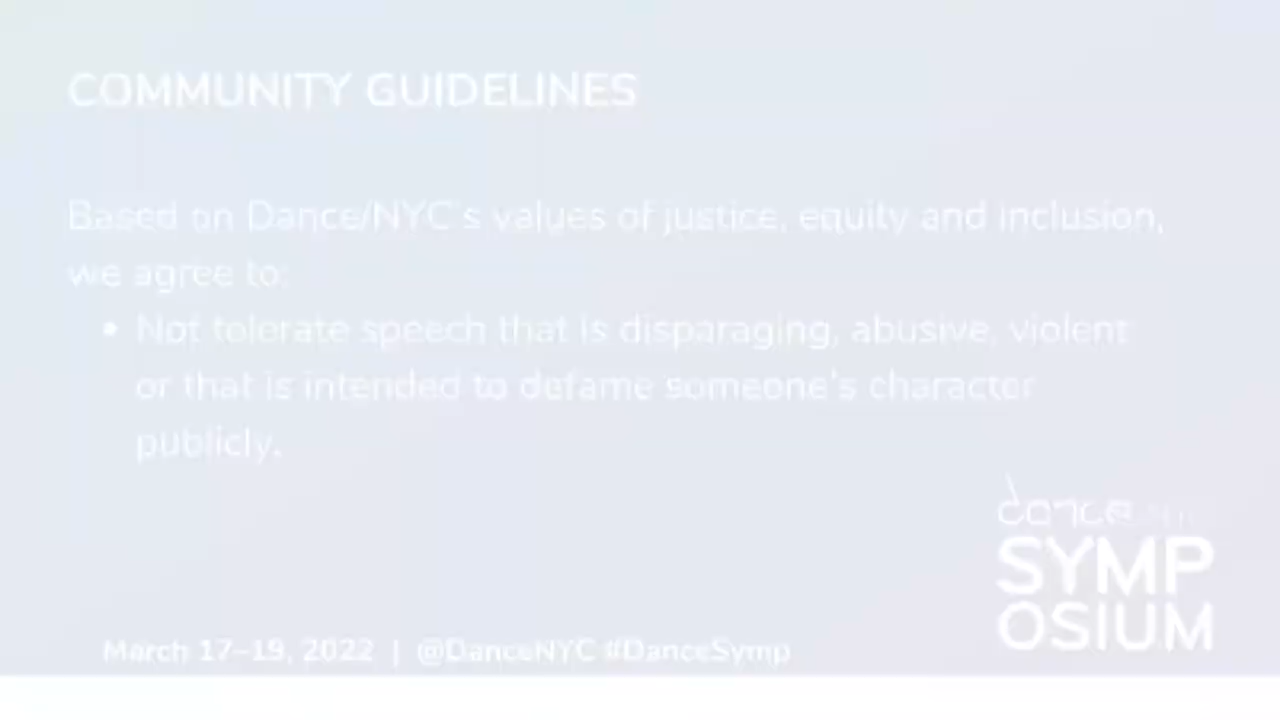 COMMUNITY GUIDELINES
Based on Dance/NYC's values of justice, equity and inclusion,
we agree to:
• Not tolerate speech that is disparaging, abusive, violent
or that is intended to defame someone's character
publicly.
dance
SYMP
OSIUM
March 17–19, 2022 | @DanceNYC #DanceSymp